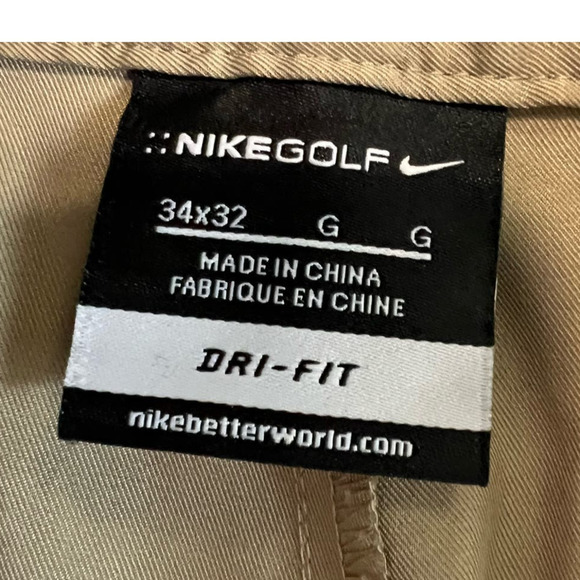 NIKEGOLF
34x32 G G
MADE IN CHINA
FABRIQUE EN CHINE
DRI-FIT
nikebetterworld.com